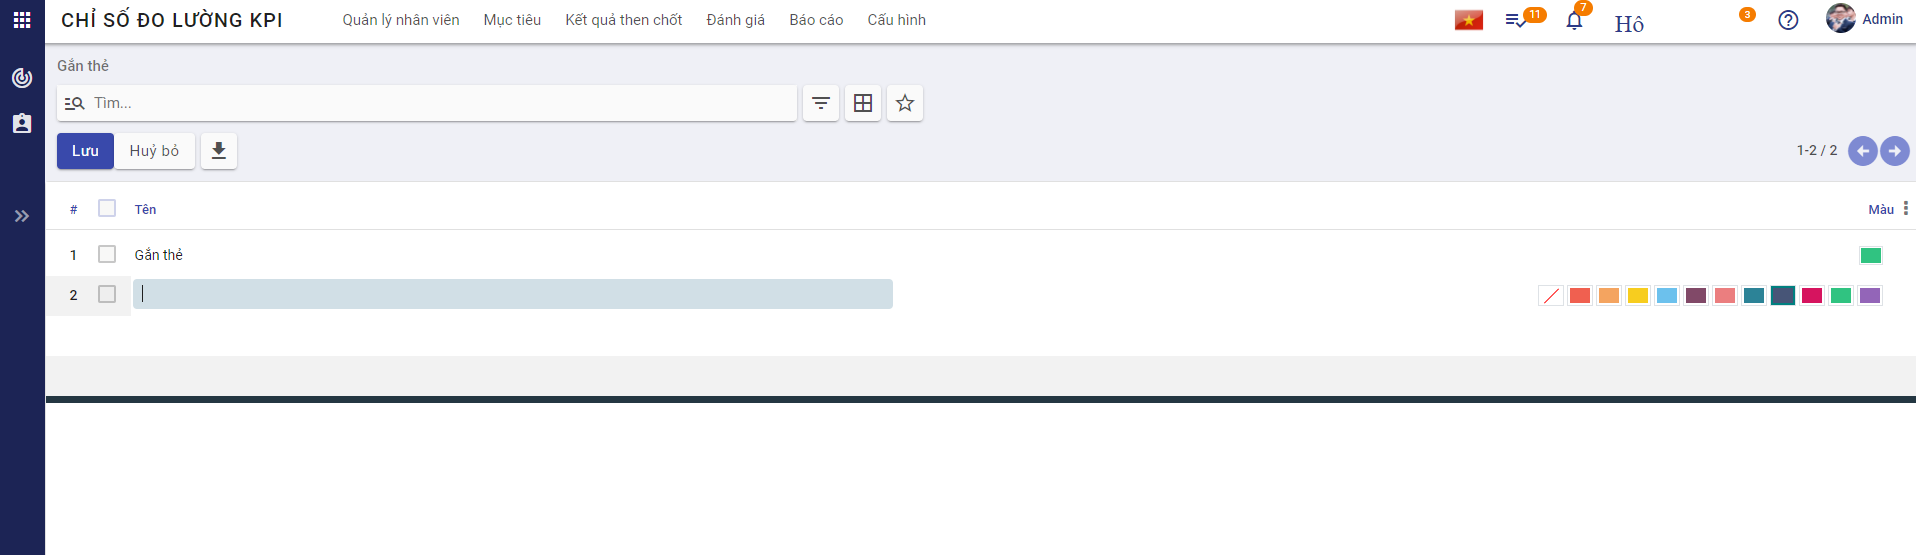 CHỈ SỐ ĐO LƯỜNG KPI Quản lý nhân viên Mục tiêu Kết quả then chốt Đánh giá Báo cáo Cấu hình 11 7 Hô 3 Admin
Gắn thẻ
Tìm...
Lưu Huỷ bỏ 1-2 / 2
# Tên Màu
1 Gắn thẻ
2